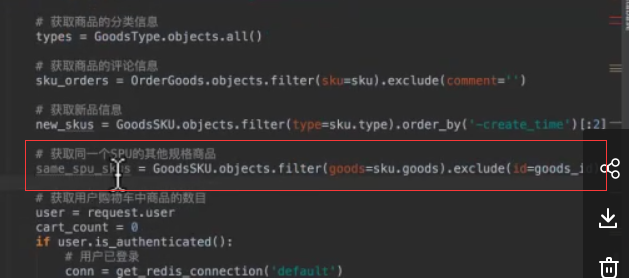 # 获取商品的分类信息
types = GoodsType.objects.all()
# 获取商品的评论信息
sku_orders = OrderGoods.objects.filter(sku=sku).exclude(comment='')
# 获取新品信息
new_skus = GoodsSKU.objects.filter(type=sku.type).order_by('-create_time')[:2]
# 获取同一个SPU的其他规格商品
same_spu_skus = GoodsSKU.objects.filter(goods=sku.goods).exclude(id=goods_id
# 获取用户购物车中商品的数目
user = request.user
cart_count = 0
if user.is_authenticated():
# 用户已登录
conn = get_redis_connection('default')